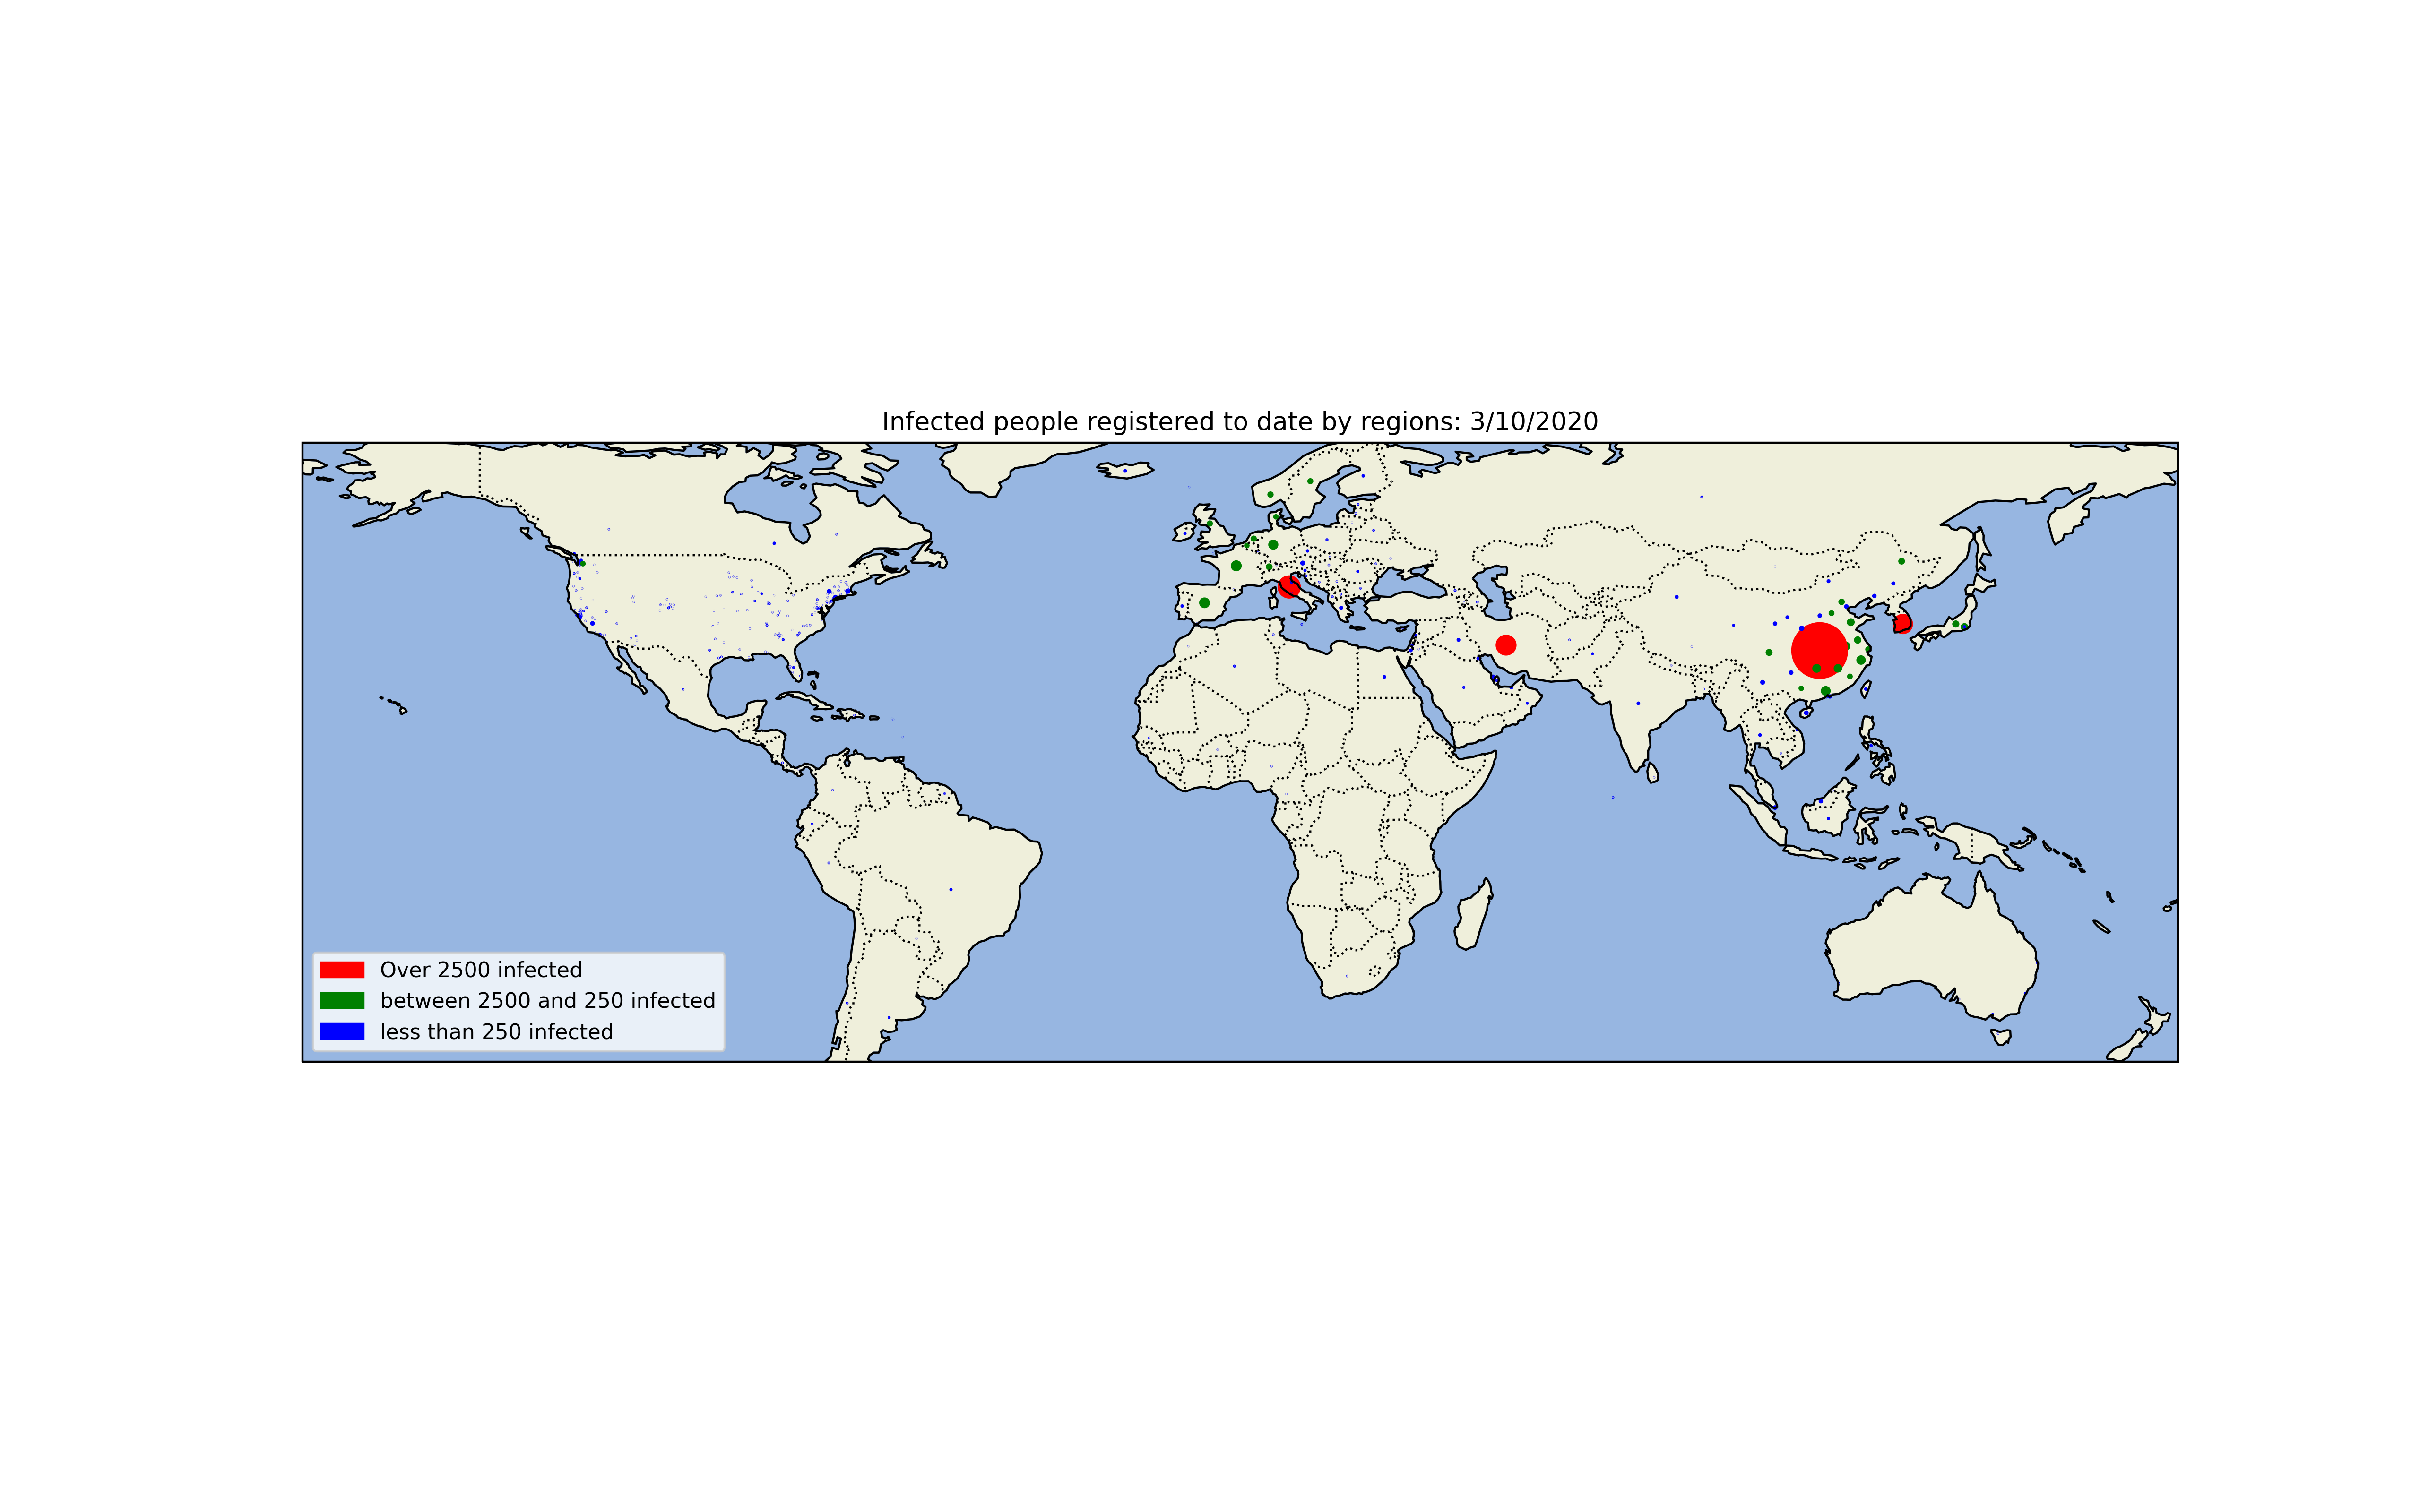 Infected people registered to date by regions: 3/10/2020
Over 2500 infected
between 2500 and 250 infected
less than 250 infected